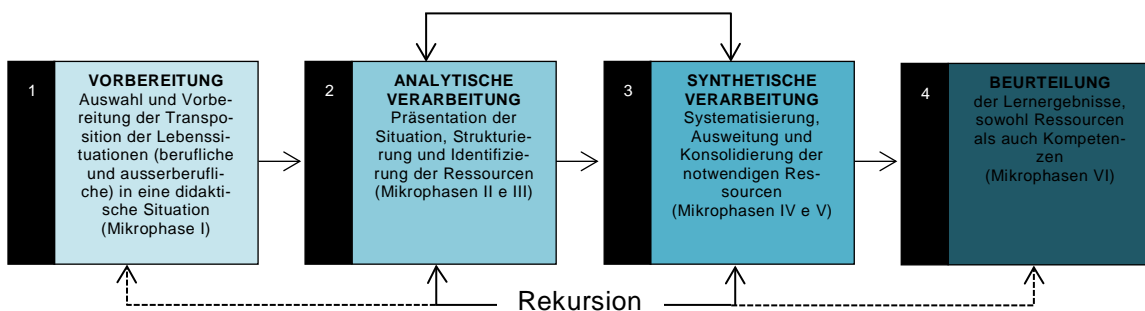 1
VORBEREITUNG
Auswahl und Vorbe-
reitung der Transpo-
sition der Lebenssi-
tuationen (berufliche
und ausserberufli-
che) in eine didakti-
sche Situation
(Mikrophase I)
2
ANALYTISCHE
VERARBEITUNG
Präsentation der
Situation, Strukturie-
rung und Identifizie-
rung der Ressourcen
(Mikrophasen II e III)
3
SYNTHETISCHE
VERARBEITUNG
Systematisierung,
Ausweitung und
Konsolidierung der
notwendigen Res-
sourcen
(Mikrophasen IV e V)
4
BEURTEILUNG
der Lernergebnisse,
sowohl Ressourcen
als auch Kompeten-
zen
(Mikrophasen VI)
Rekursion